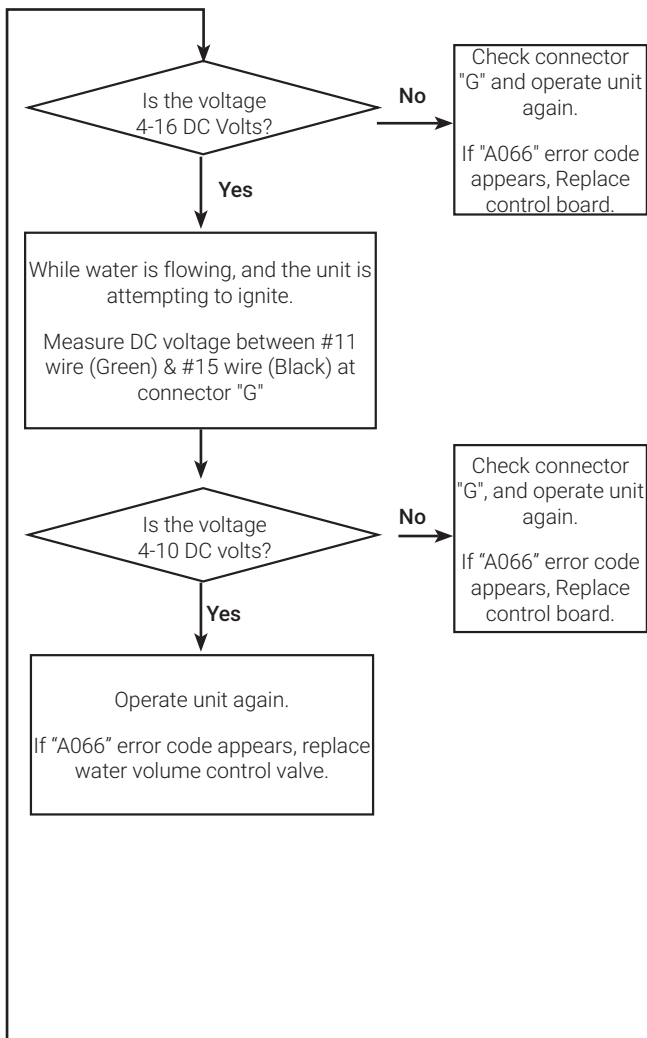 Is the voltage
4-16 DC Volts?
No
Check connector
"G" and operate unit
again.
If "A066" error code
appears, Replace
control board.
Yes
While water is flowing, and the unit is
attempting to ignite.
Measure DC voltage between #11
wire (Green) & #15 wire (Black) at
connector "G"
Is the voltage
4-10 DC volts?
No
Check connector
"G", and operate unit
again.
If “A066” error code
appears, Replace
control board.
Yes
Operate unit again.
If “A066” error code appears, replace
water volume control valve.